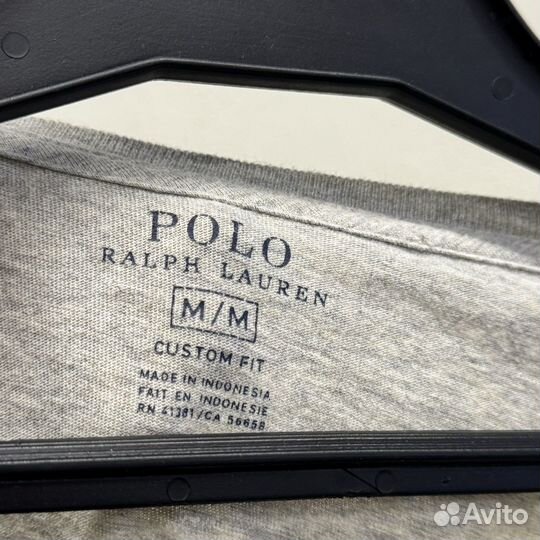 POLO
RALPH LAUREN
M/M
CUSTOM FIT
MADE IN INDONESIA
FAIT EN INDONESIE
RN 41381/CA 56658
Avito